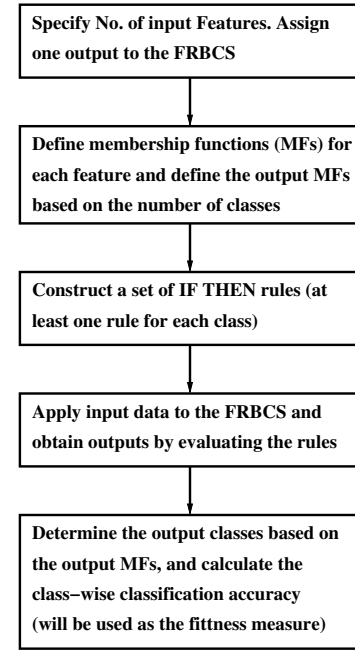 Specify No. of input Features. Assign
one output to the FRBCS
Define membership functions (MFs) for
each feature and define the output MFs
based on the number of classes
Construct a set of IF THEN rules (at
least one rule for each class)
Apply input data to the FRBCS and
obtain outputs by evaluating the rules
Determine the output classes based on
the output MFs, and calculate the
class−wise classification accuracy
(will be used as the fittness measure)